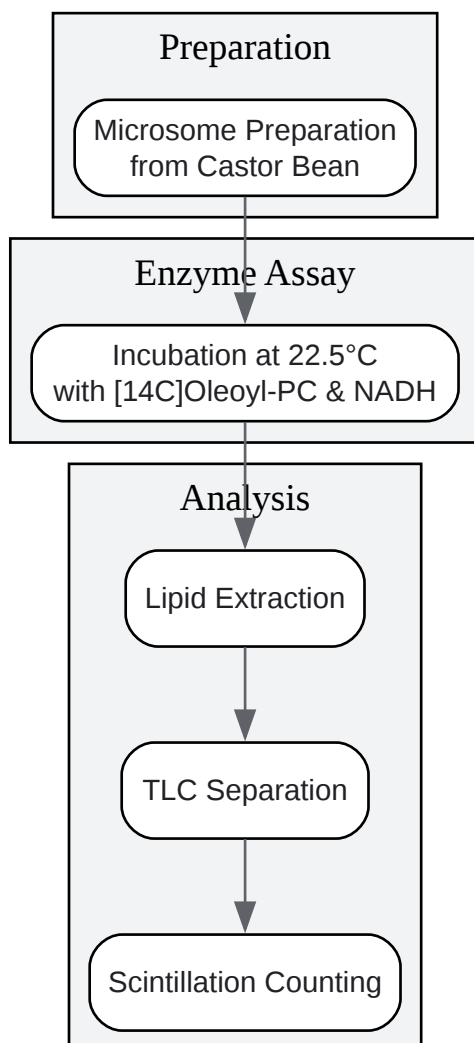 Preparation
Microsome Preparation
from Castor Bean
Enzyme Assay
Incubation at 22.5°C
with [14C]Oleoyl-PC & NADH
Analysis
Lipid Extraction
TLC Separation
Scintillation Counting